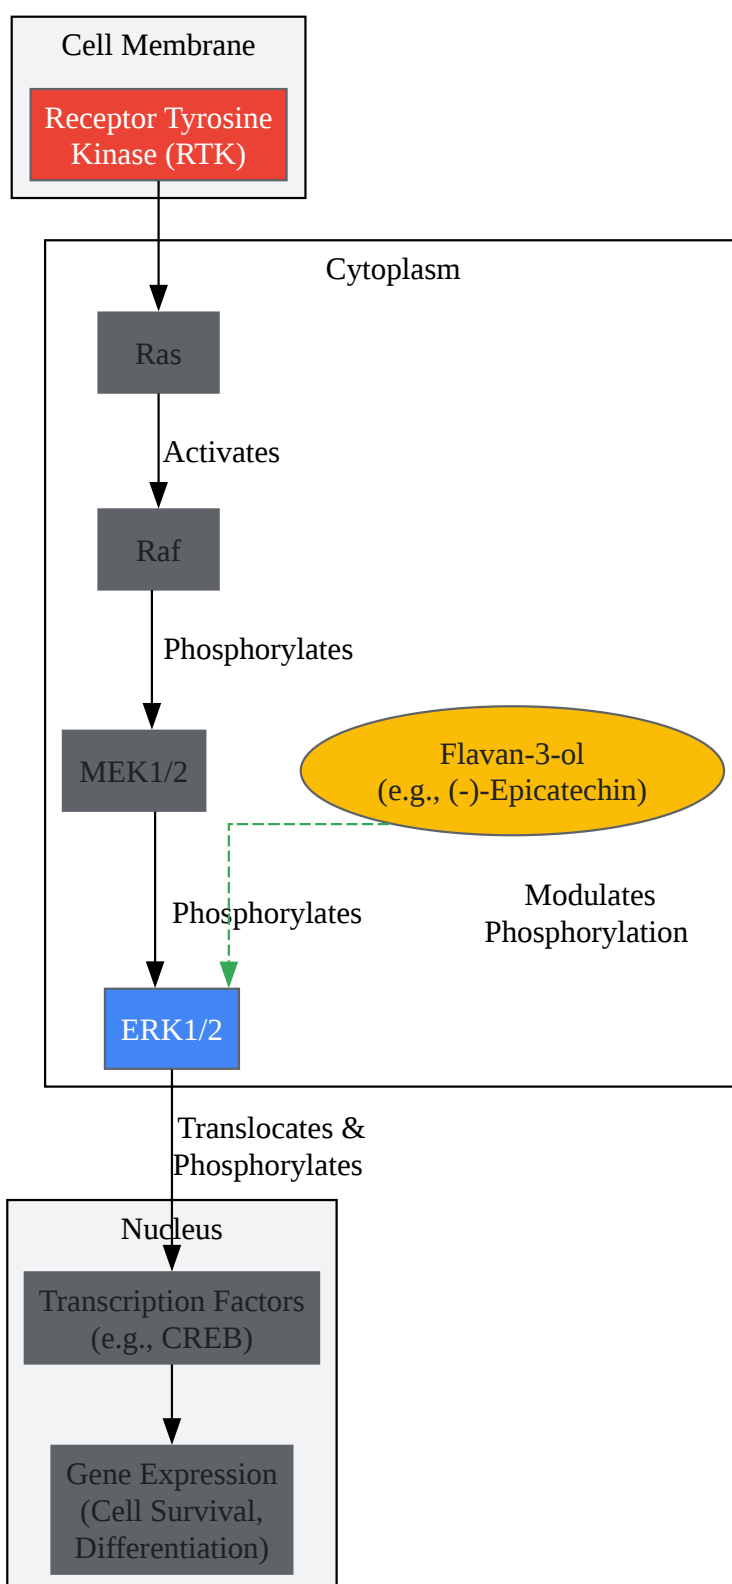 Cell Membrane
Receptor Tyrosine
Kinase (RTK)
Cytoplasm
Ras
Activates
Raf
Phosphorylates
MEK1/2
Flavan-3-ol
(e.g., (-)-Epicatechin)
Phosphorylates
Modulates
Phosphorylation
ERK1/2
Translocates &
Phosphorylates
Nucleus
Transcription Factors
(e.g., CREB)
Gene Expression
(Cell Survival,
Differentiation)